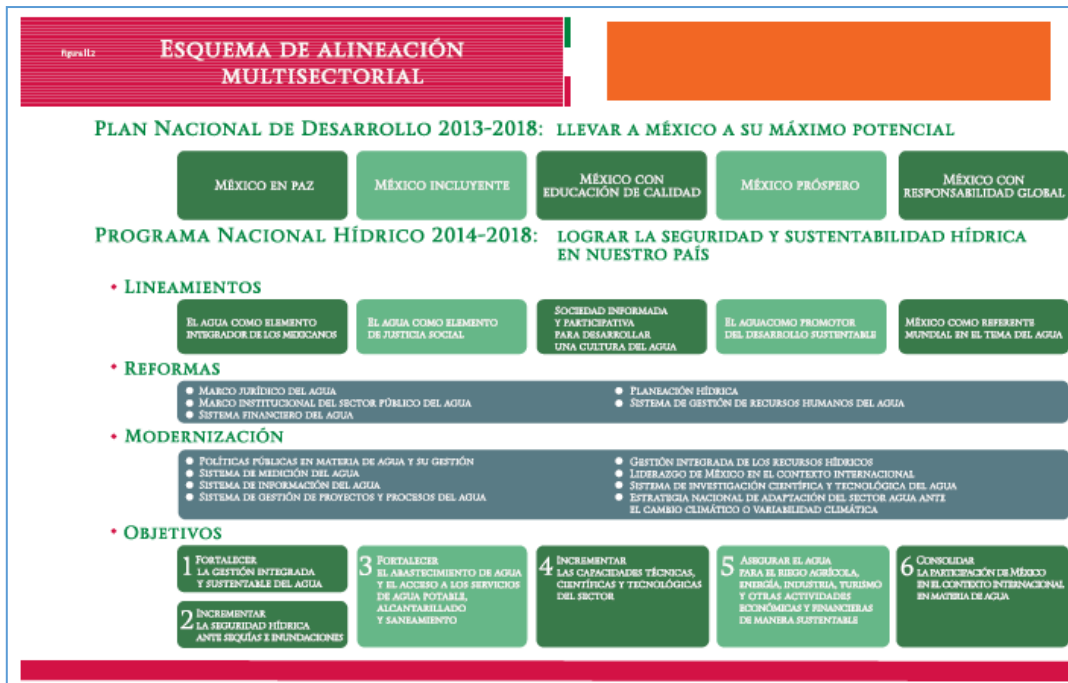 figura II.2
ESQUEMA DE ALINEACIÓN
MULTISECTORIAL
PLAN NACIONAL DE DESARROLLO 2013-2018: LLEVAR A MÉXICO A SU MÁXIMO POTENCIAL
MÉXICO EN PAZ
MÉXICO INCLUYENTE
MÉXICO CON
EDUCACIÓN DE CALIDAD
MÉXICO PRÓSPERO
MÉXICO CON
RESPONSABILIDAD GLOBAL
PROGRAMA NACIONAL HÍDRICO 2014-2018: LOGRAR LA SEGURIDAD Y SUSTENTABILIDAD HÍDRICA
EN NUESTRO PAÍS
• LINEAMIENTOS
EL AGUA COMO ELEMENTO
INTEGRADOR DE LOS MEXICANOS
EL AGUA COMO ELEMENTO
DE JUSTICIA SOCIAL
SOCIEDAD INFORMADA
Y PARTICIPATIVA
PARA DESARROLLAR
UNA CULTURA DEL AGUA
EL AGUACOMO PROMOTOR
DEL DESARROLLO SUSTENTABLE
MÉXICO COMO REFERENTE
MUNDIAL EN EL TEMA DEL AGUA
• REFORMAS
● MARCO JURÍDICO DEL AGUA
● MARCO INSTITUCIONAL DEL SECTOR PÚBLICO DEL AGUA
● SISTEMA FINANCIERO DEL AGUA
● PLANEACIÓN HÍDRICA
● SISTEMA DE GESTIÓN DE RECURSOS HUMANOS DEL AGUA
• MODERNIZACIÓN
● POLÍTICAS PÚBLICAS EN MATERIA DE AGUA Y SU GESTIÓN
● SISTEMA DE MEDICIÓN DEL AGUA
● SISTEMA DE INFORMACIÓN DEL AGUA
● SISTEMA DE GESTIÓN DE PROYECTOS Y PROCESOS DEL AGUA
● GESTIÓN INTEGRADA DE LOS RECURSOS HÍDRICOS
● LIDERAZGO DE MÉXICO EN EL CONTEXTO INTERNACIONAL
● SISTEMA DE INVESTIGACIÓN CIENTÍFICA Y TECNOLÓGICA DEL AGUA
● ESTRATEGIA NACIONAL DE ADAPTACIÓN DEL SECTOR AGUA ANTE
EL CAMBIO CLIMÁTICO O VARIABILIDAD CLIMÁTICA
• OBJETIVOS
1 FORTALECER
LA GESTIÓN INTEGRADA
Y SUSTENTABLE DEL AGUA
2 INCREMENTAR
LA SEGURIDAD HÍDRICA
ANTE SEQUÍAS E INUNDACIONES
3 FORTALECER
EL ABASTECIMIENTO DE AGUA
Y EL ACCESO A LOS SERVICIOS
DE AGUA POTABLE,
ALCANTARILLADO
Y SANEAMIENTO
4 INCREMENTAR
LAS CAPACIDADES TÉCNICAS,
CIENTÍFICAS Y TECNOLÓGICAS
DEL SECTOR
5 ASEGURAR EL AGUA
PARA EL RIEGO AGRÍCOLA,
ENERGÍA, INDUSTRIA, TURISMO
Y OTRAS ACTIVIDADES
ECONÓMICAS Y FINANCIERAS
DE MANERA SUSTENTABLE
6 CONSOLIDAR
LA PARTICIPACIÓN DE MÉXICO
EN EL CONTEXTO INTERNACIONAL
EN MATERIA DE AGUA